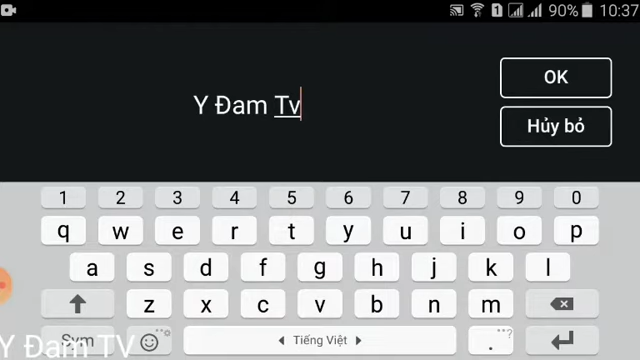 1 90% 10:37
Y Đam Tv
OK
Hủy bỏ
1 2 3 4 5 6 7 8 9 0
q w e r t y u i o p
a s d f g h j k l
z x c v b n m
Sym Tiếng Việt . ...?
Y Đam TV